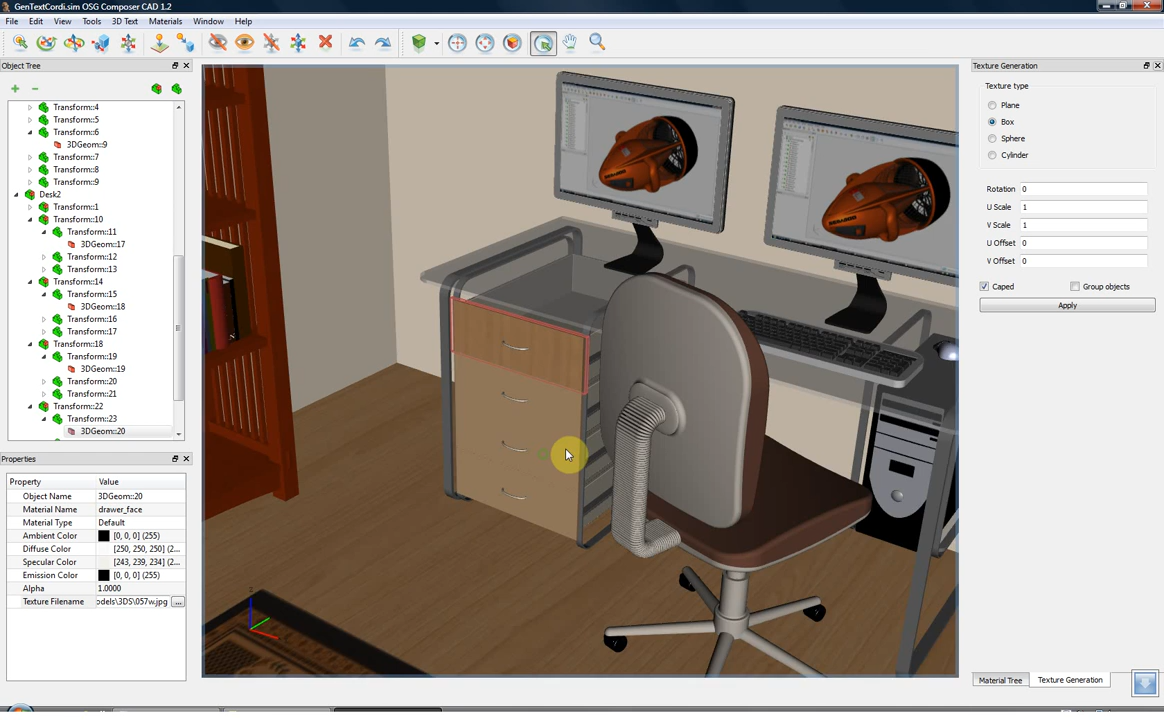 GenTextCordi.sim OSG Composer CAD 1.2
File Edit View Tools 3D Text Materials Window Help
Object Tree
Transform::4
Transform::5
Transform::6
3DGeom::9
Transform::7
Transform::8
Transform::9
Desk2
Transform::1
Transform::10
Transform::11
3DGeom::17
Transform::12
Transform::13
Transform::14
Transform::15
3DGeom::18
Transform::16
Transform::17
Transform::18
Transform::19
3DGeom::19
Transform::20
Transform::21
Transform::22
Transform::23
3DGeom::20
Properties
Property Value
Object Name 3DGeom::20
Material Name drawer_face
Material Type Default
Ambient Color [0, 0, 0] (255)
Diffuse Color [250, 250, 250] (2...
Specular Color [243, 239, 234] (2...
Emission Color [0, 0, 0] (255)
Alpha 1.0000
Texture Filename odels\3DS\057w.jpg ...
Texture Generation
Texture type
Plane
Box
Sphere
Cylinder
Rotation 0
U Scale 1
V Scale 1
U Offset 0
V Offset 0
Caped Group objects
Apply
Material Tree Texture Generation